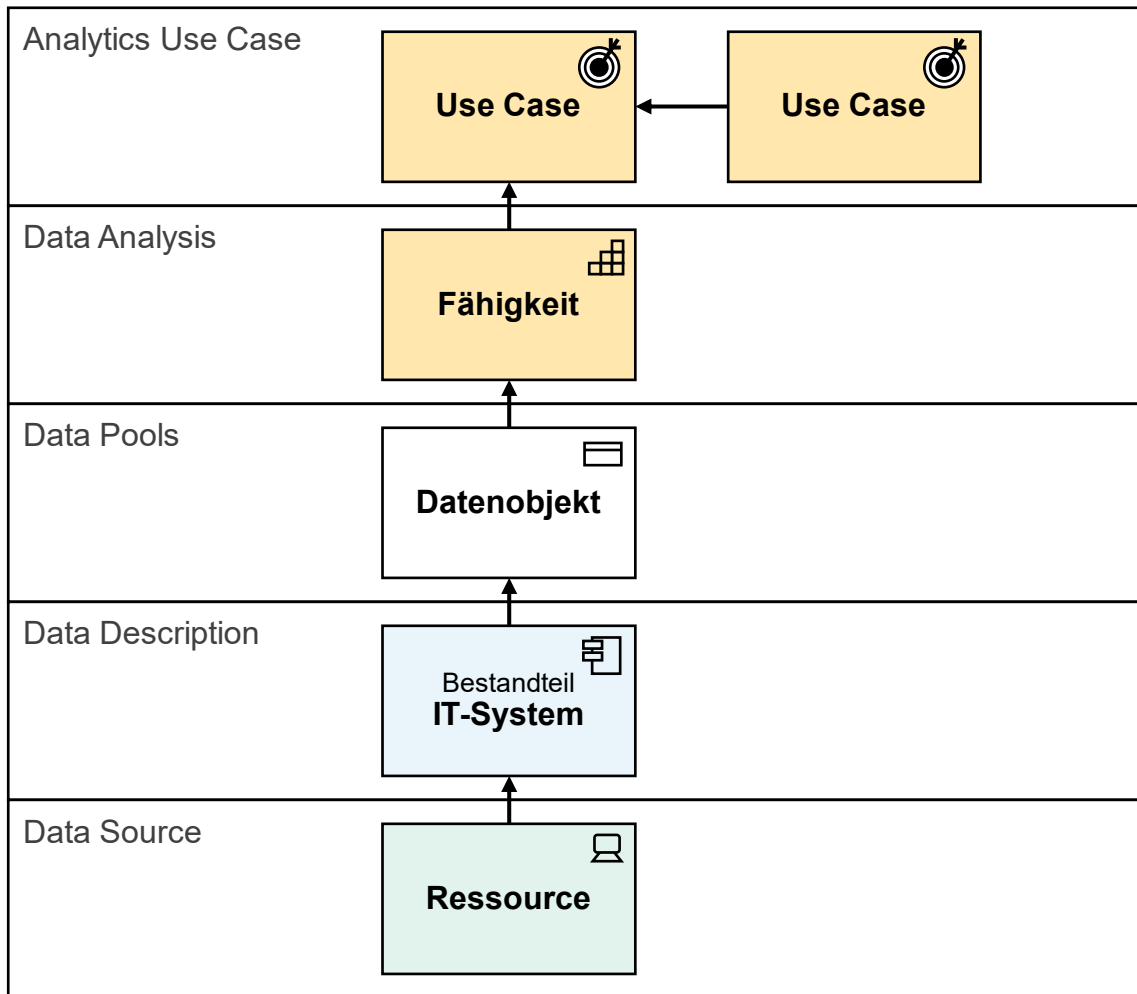 Analytics Use Case
Use Case
Use Case
Data Analysis
Fähigkeit
Data Pools
Datenobjekt
Data Description
Bestandteil
IT-System
Data Source
Ressource